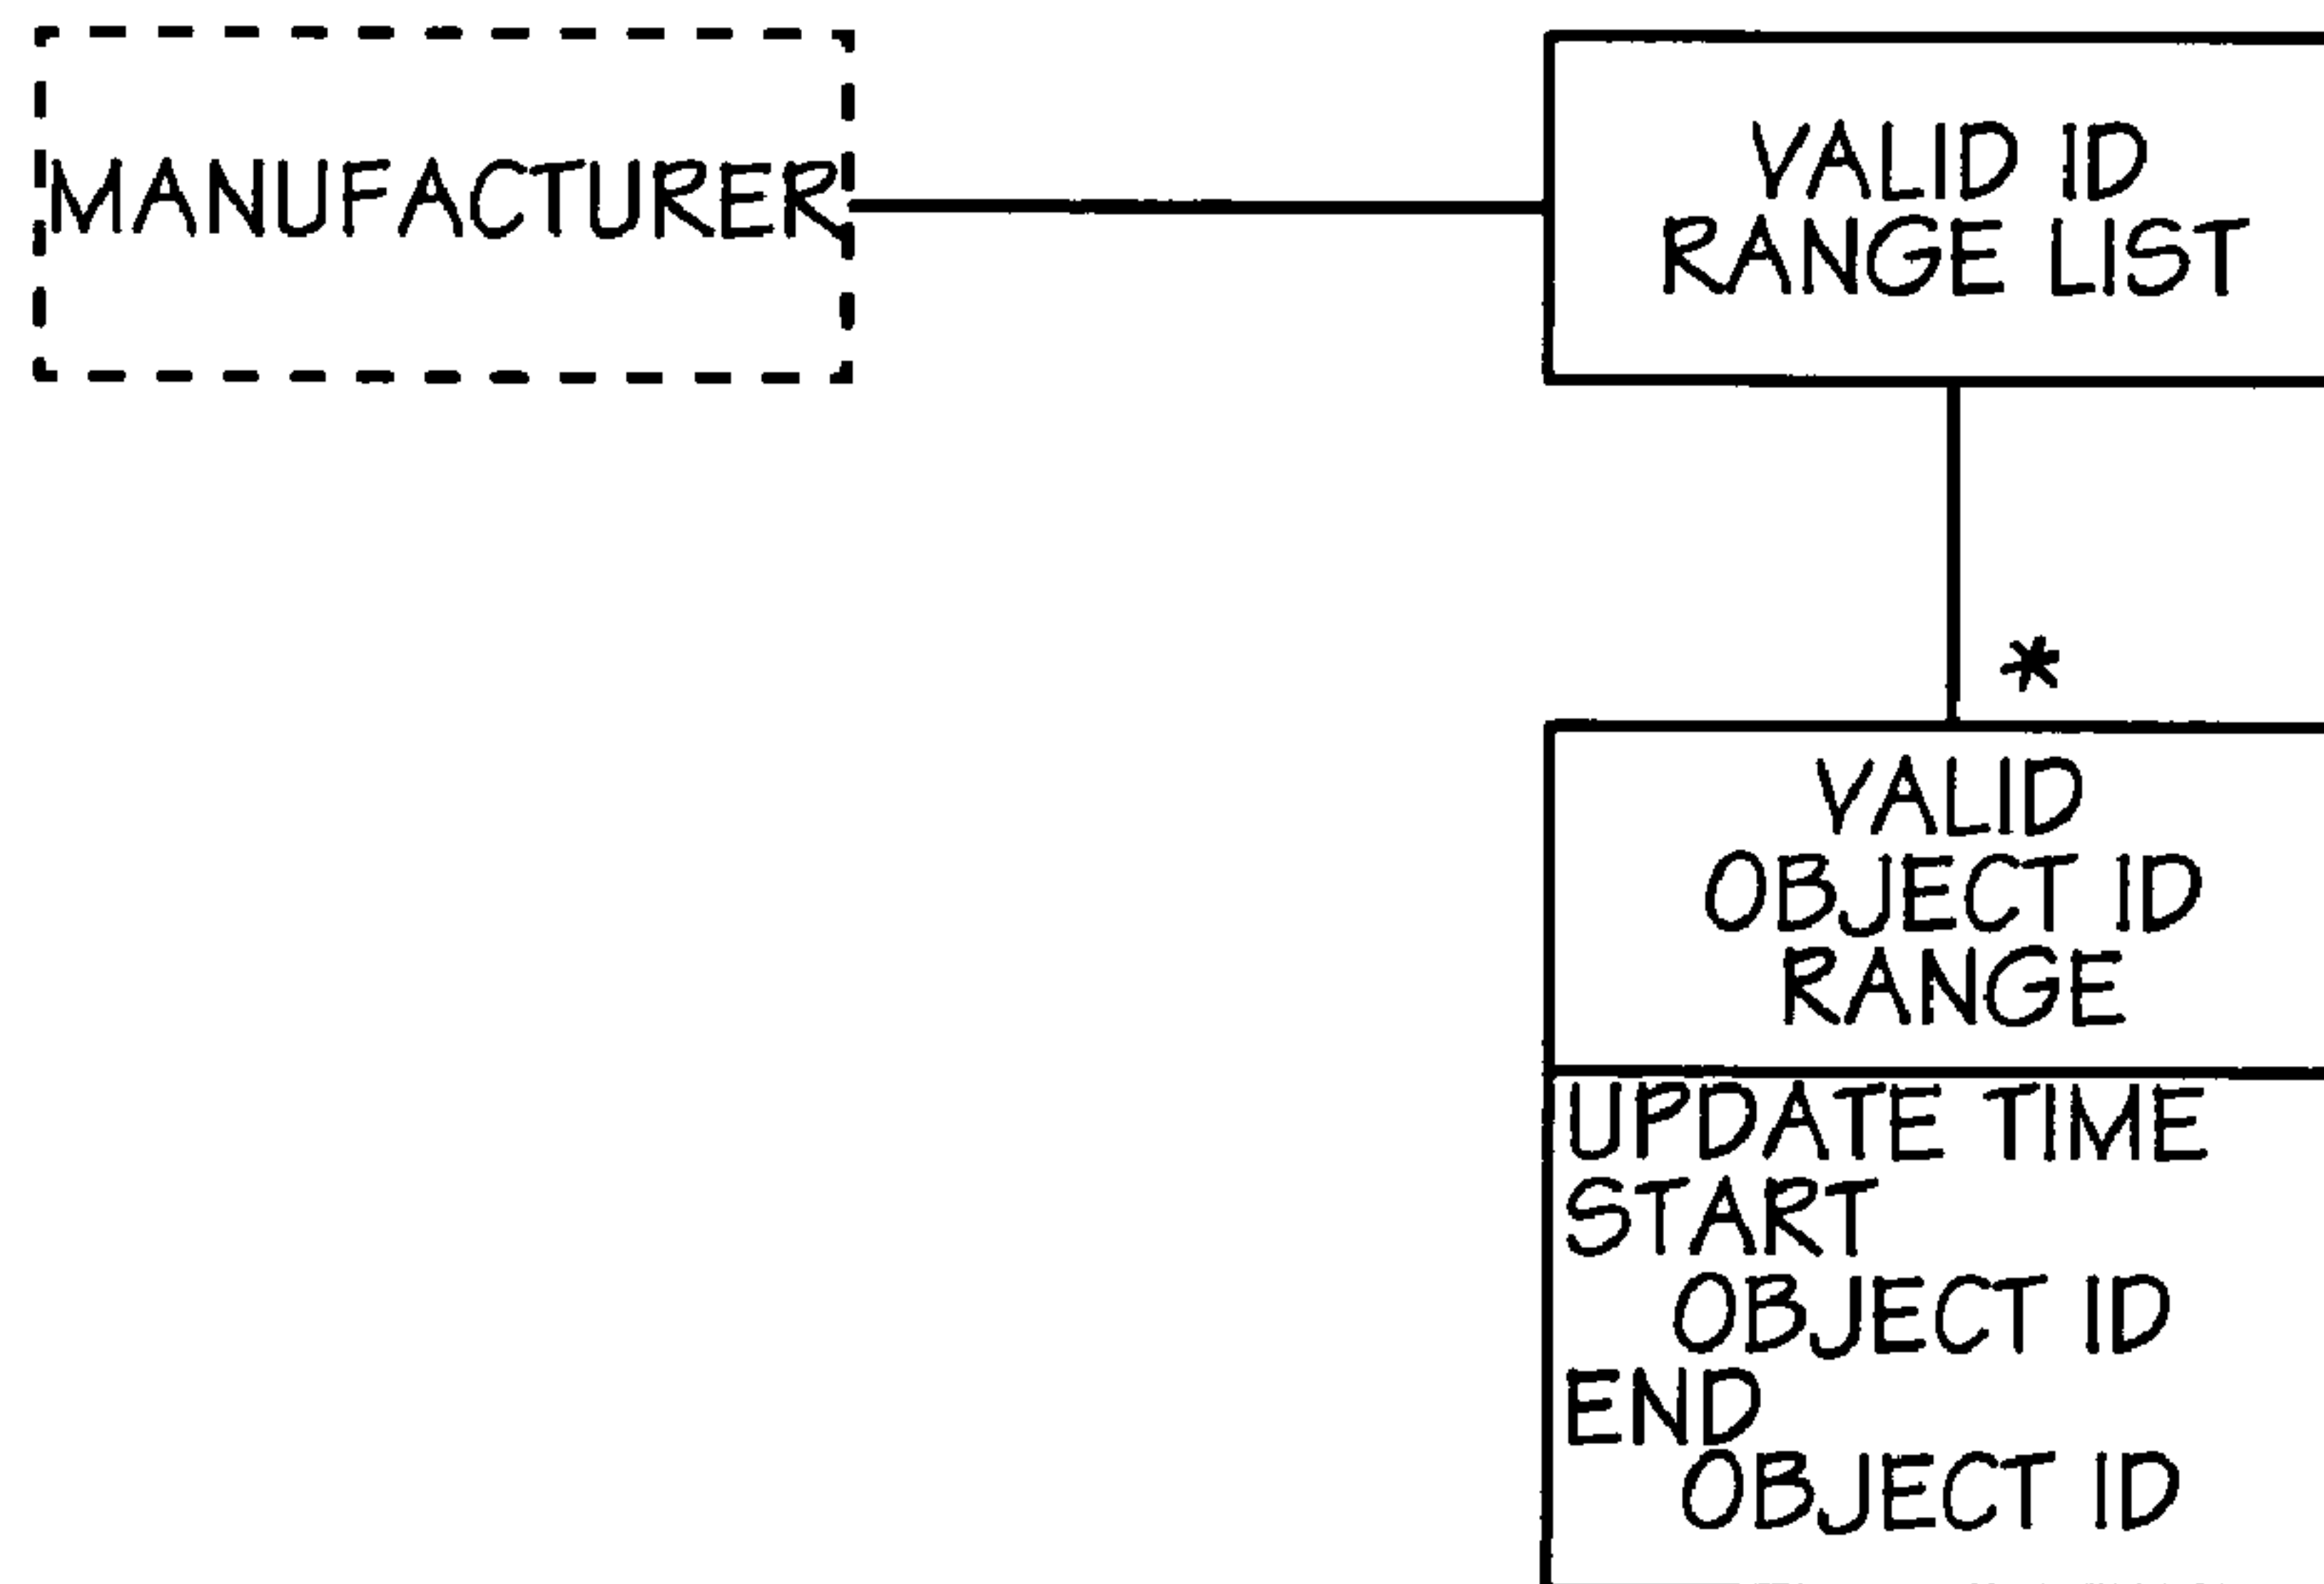 MANUFACTURER
VALID ID
RANGE LIST
*
VALID
OBJECT ID
RANGE
UPDATE TIME
START
OBJECT ID
END
OBJECT ID